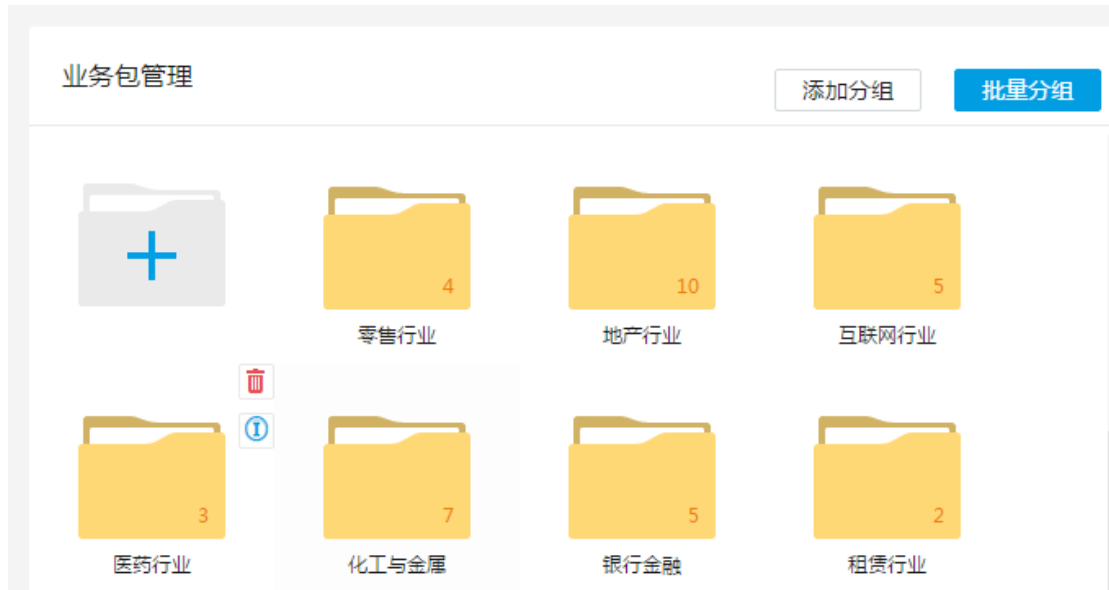 业务包管理
添加分组
批量分组
4
10
5
零售行业
地产行业
互联网行业
3
7
5
2
医药行业
化工与金属
银行金融
租赁行业